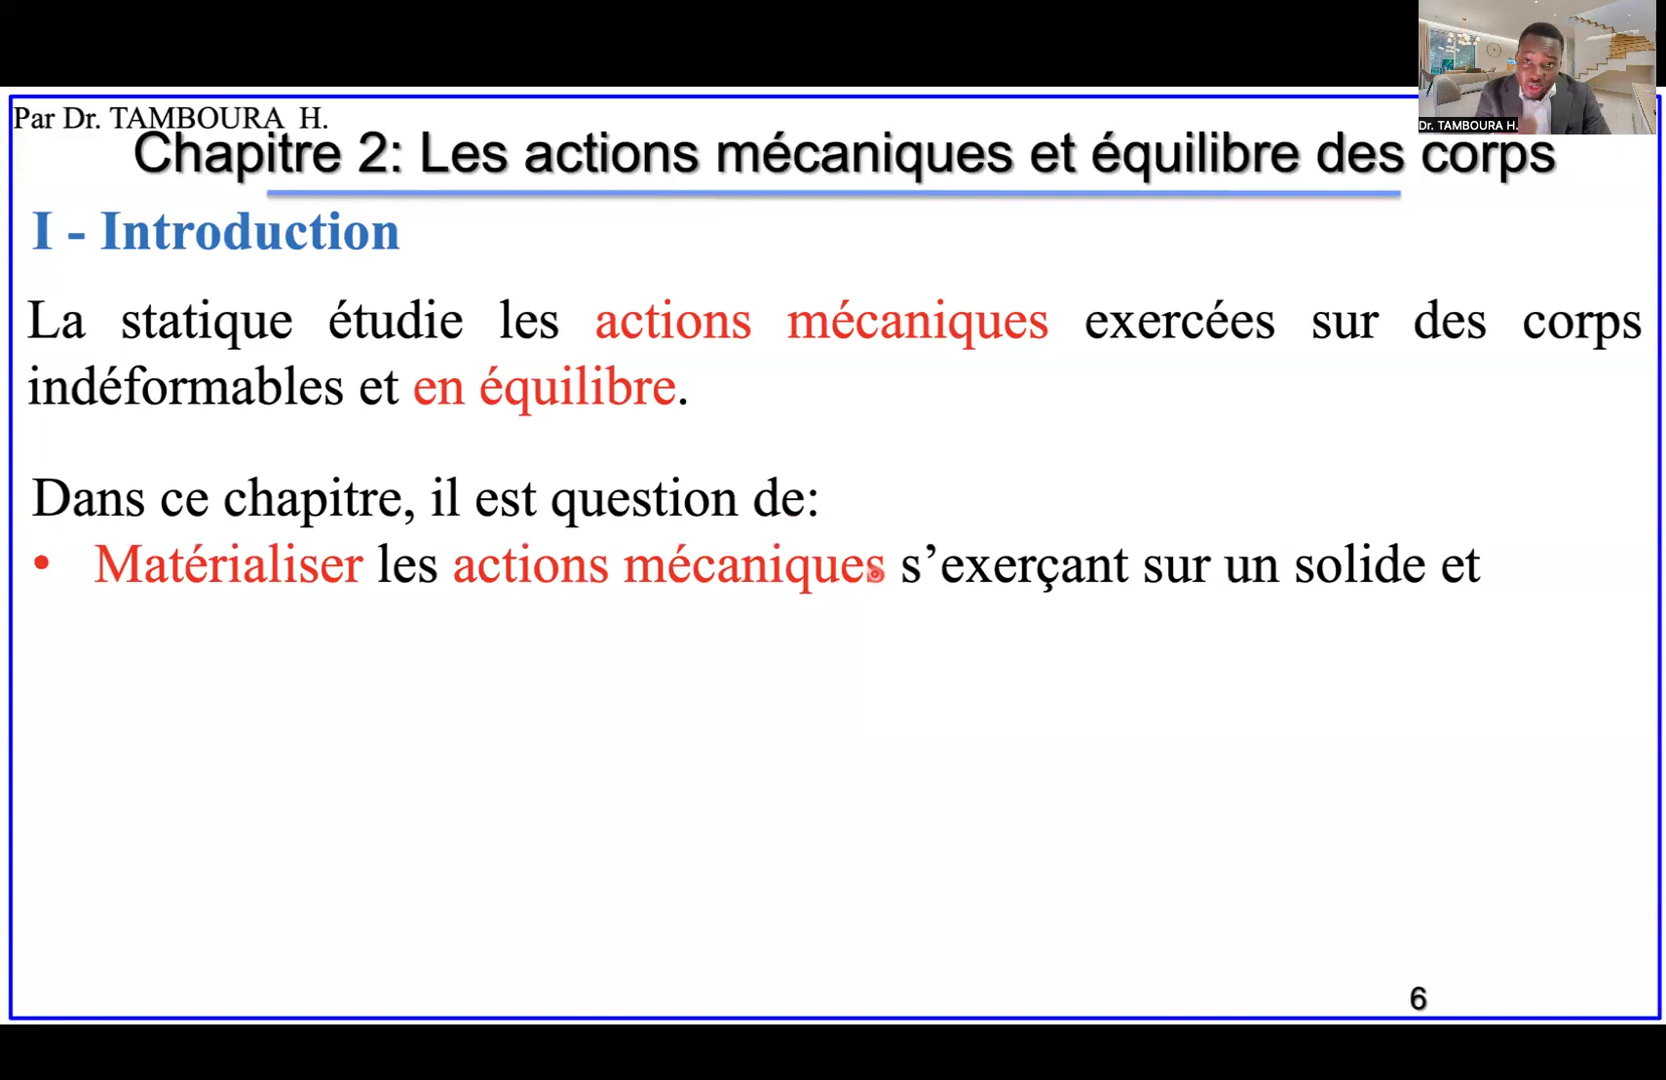 Dr. TAMBOURA H.
Par Dr. TAMBOURA H.
Chapitre 2: Les actions mécaniques et équilibre des corps
I - Introduction
La statique étudie les actions mécaniques exercées sur des corps
indéformables et en équilibre.
Dans ce chapitre, il est question de:
• Matérialiser les actions mécaniques s’exerçant sur un solide et
6